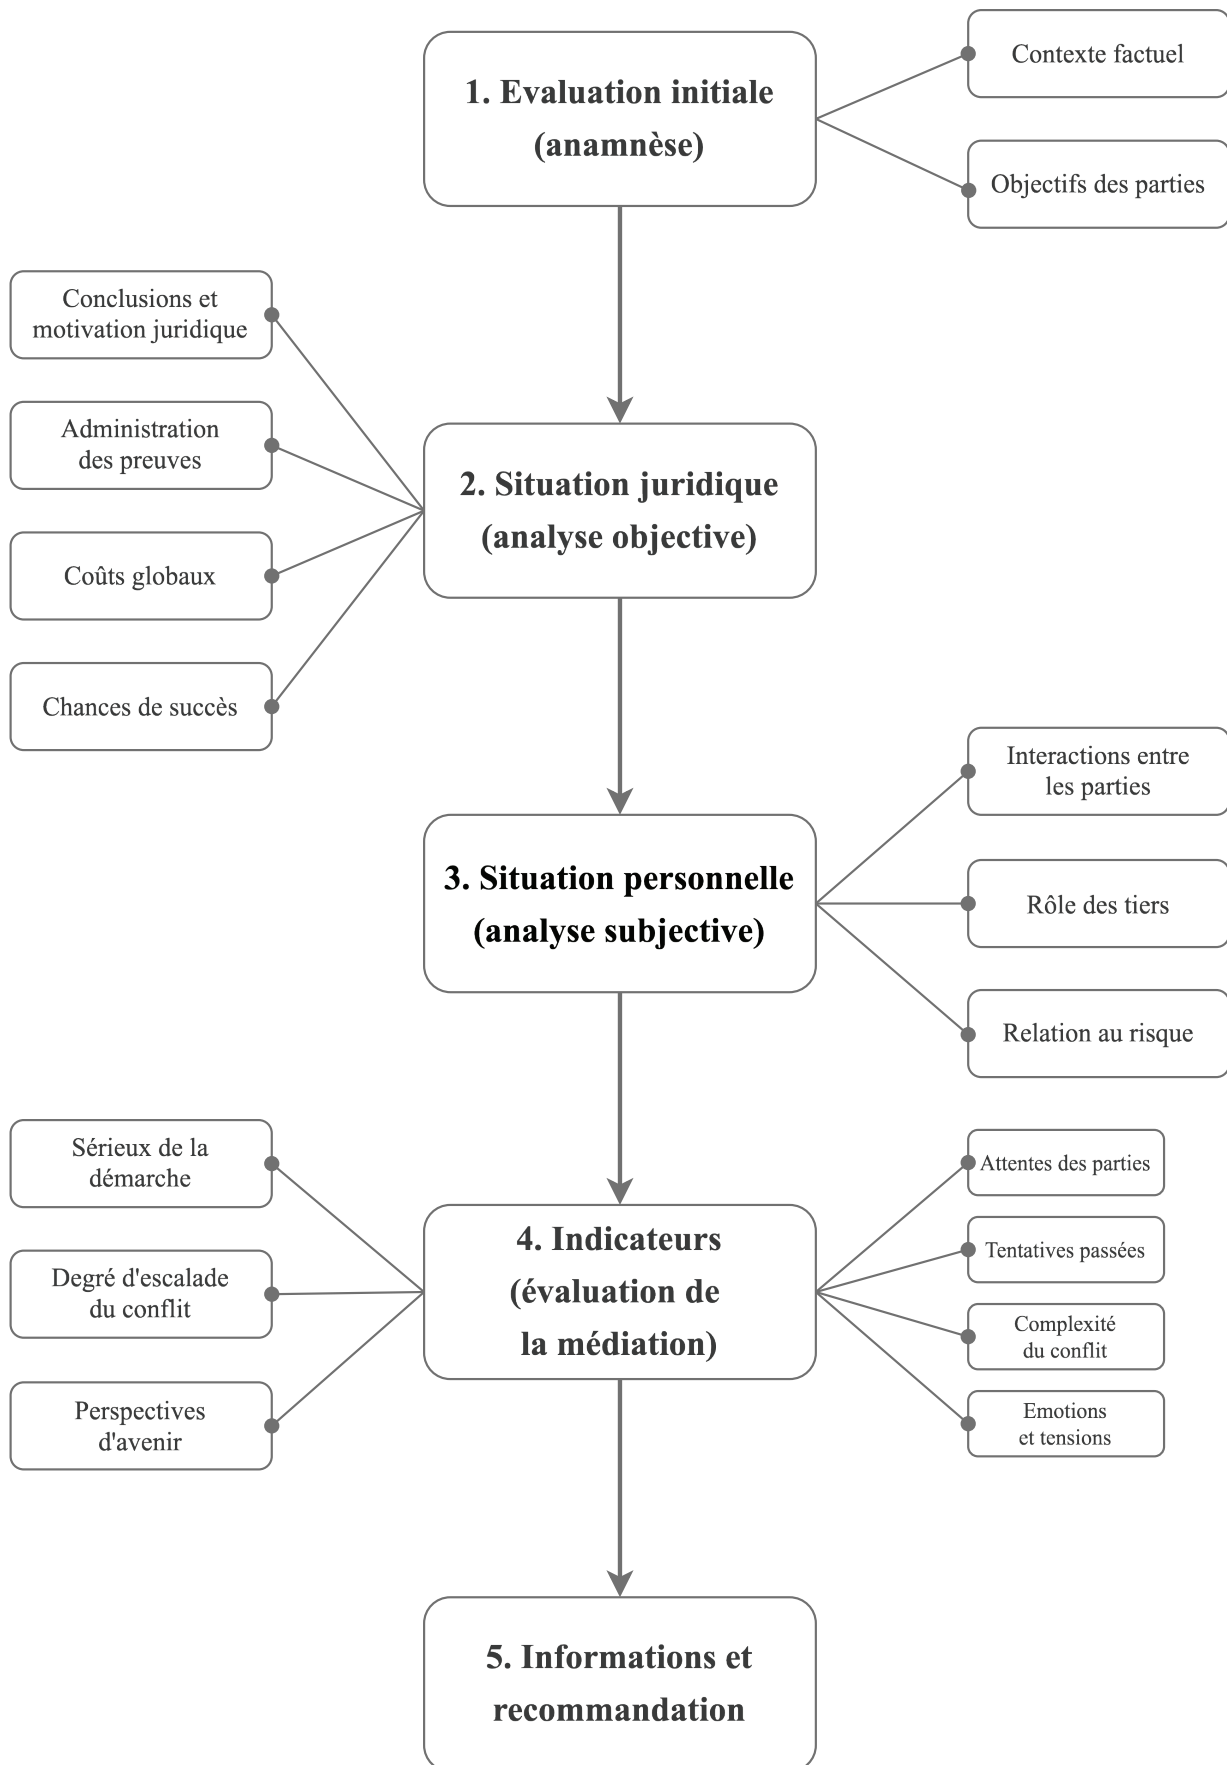 1. Evaluation initiale
(anamnèse)
Contexte factuel
Objectifs des parties
Conclusions et
motivation juridique
Administration
des preuves
Coûts globaux
Chances de succès
2. Situation juridique
(analyse objective)
3. Situation personnelle
(analyse subjective)
Interactions entre
les parties
Rôle des tiers
Relation au risque
Sérieux de la
démarche
Degré d'escalade
du conflit
Perspectives
d'avenir
4. Indicateurs
(évaluation de
la médiation)
Attentes des parties
Tentatives passées
Complexité
du conflit
Emotions
et tensions
5. Informations et
recommandation